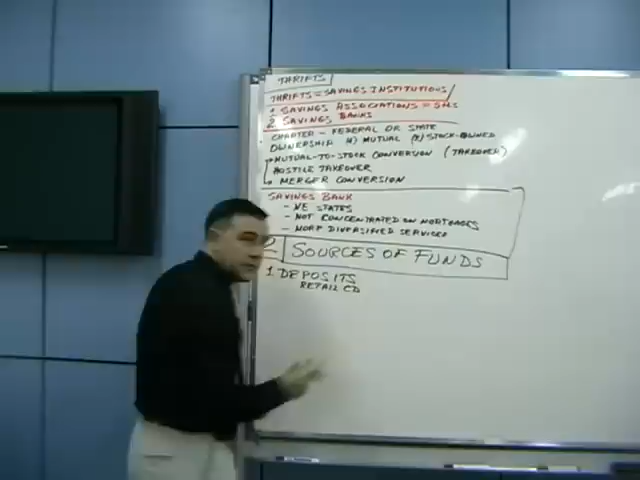 THRIFTS
THRIFTS = SAVINGS INSTITUTIONS
1 SAVINGS ASSOCIATIONS = S&LS
2 SAVINGS BANKS
CHARTER - FEDERAL OR STATE
OWNERSHIP MUTUAL STOCK-OWNED
MUTUAL-TO-STOCK CONVERSION (TAKEOVER)
HOSTILE TAKEOVER
MERGER CONVERSION
SAVINGS BANK
- NE STATES
- NOT CONCENTRATED ON MORTGAGES
- MORE DIVERSIFIED SERVICES
2 SOURCES OF FUNDS
1. DEPOSITS
RETAIL CD